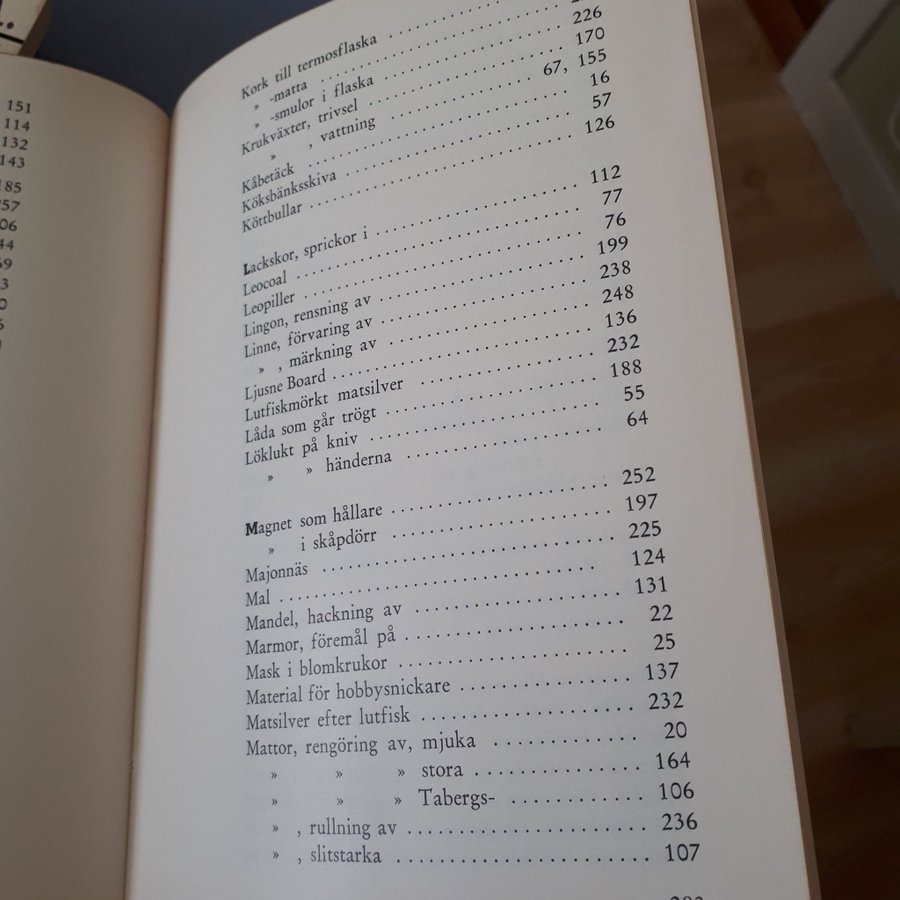 151
114
132
143
185
257
Kork till termosflaska
» -matta
» -smulor i flaska . . . . . . . . . . 226
Krukväxter, trivsel . . . . . . . . . . 170
» , vattning . . . . . . . . . . 67, 155
Kåbetäck . . . . . . . . . . 16
Köksbänksskiva . . . . . . . . . . 57
Köttbullar . . . . . . . . . . 126
Lackskor, sprickor i . . . . . . . . . . 112
Leocoal . . . . . . . . . . 77
Leopiller . . . . . . . . . . 76
Lingon, rensning av . . . . . . . . . . 199
Linne, förvaring av . . . . . . . . . . 238
» , märkning av . . . . . . . . . . 248
Ljusne Board . . . . . . . . . . 136
Lutfiskmörkt matsilver . . . . . . . . . . 232
Låda som går trögt . . . . . . . . . . 188
Löklukt på kniv . . . . . . . . . . 55
» » händerna . . . . . . . . . . 64
Magnet som hållare . . . . . . . . . . 252
» i skåpdörr . . . . . . . . . . 197
Majonnäs . . . . . . . . . . 225
Mal . . . . . . . . . . 124
Mandel, hackning av . . . . . . . . . . 131
Marmor, föremål på . . . . . . . . . . 22
Mask i blomkrukor . . . . . . . . . . 25
Material för hobbysnickare . . . . . . . . . . 137
Matsilver efter lutfisk . . . . . . . . . . 232
Mattor, rengöring av, mjuka . . . . . . . . . . 20
» » » stora . . . . . . . . . . 164
» » » Tabergs- . . . . . . . . . . 106
» , rullning av . . . . . . . . . . 236
» , slitstarka . . . . . . . . . . 107